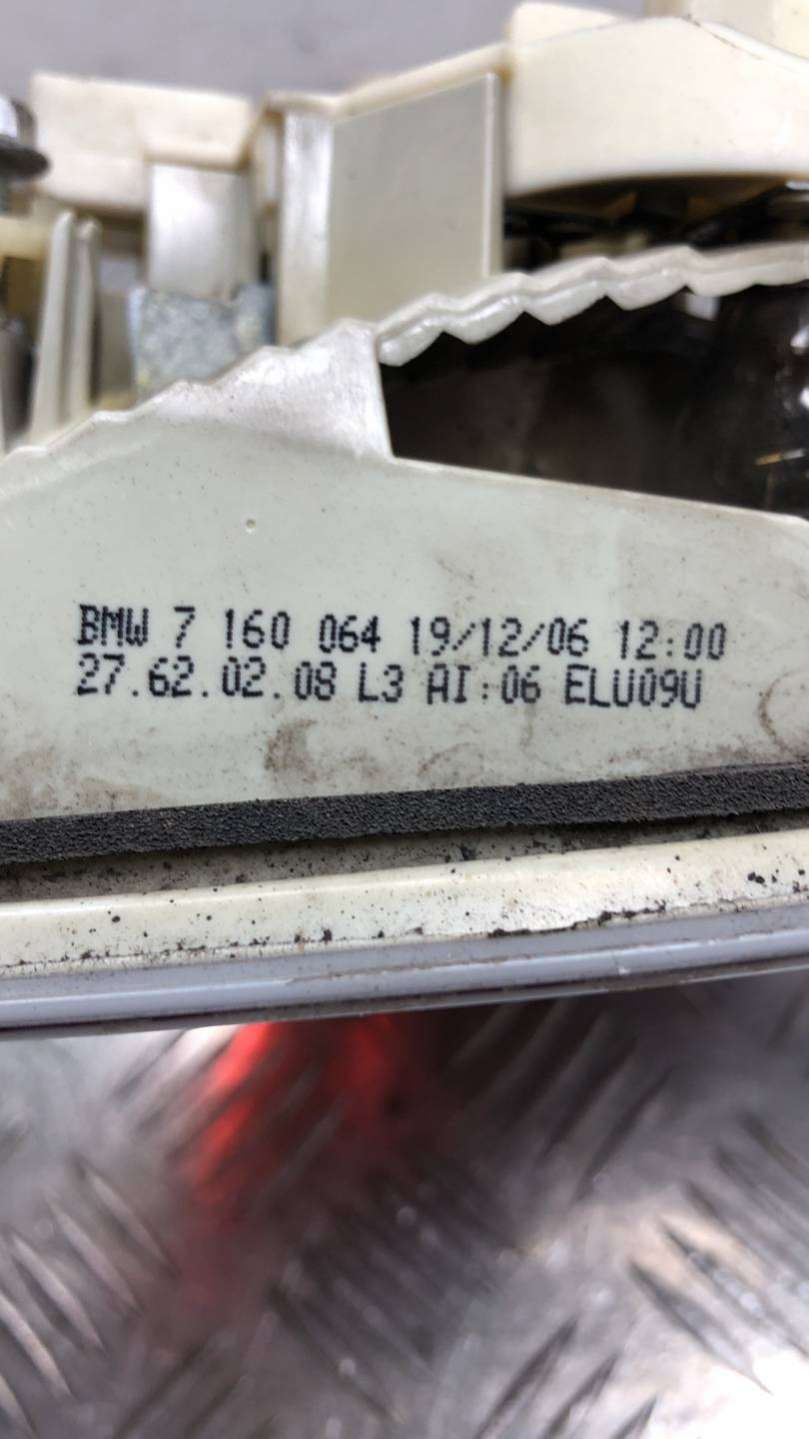 BMW 7 160 064 19/12/06 12:00
27.62.02.08 L3 AI:06 ELU09U